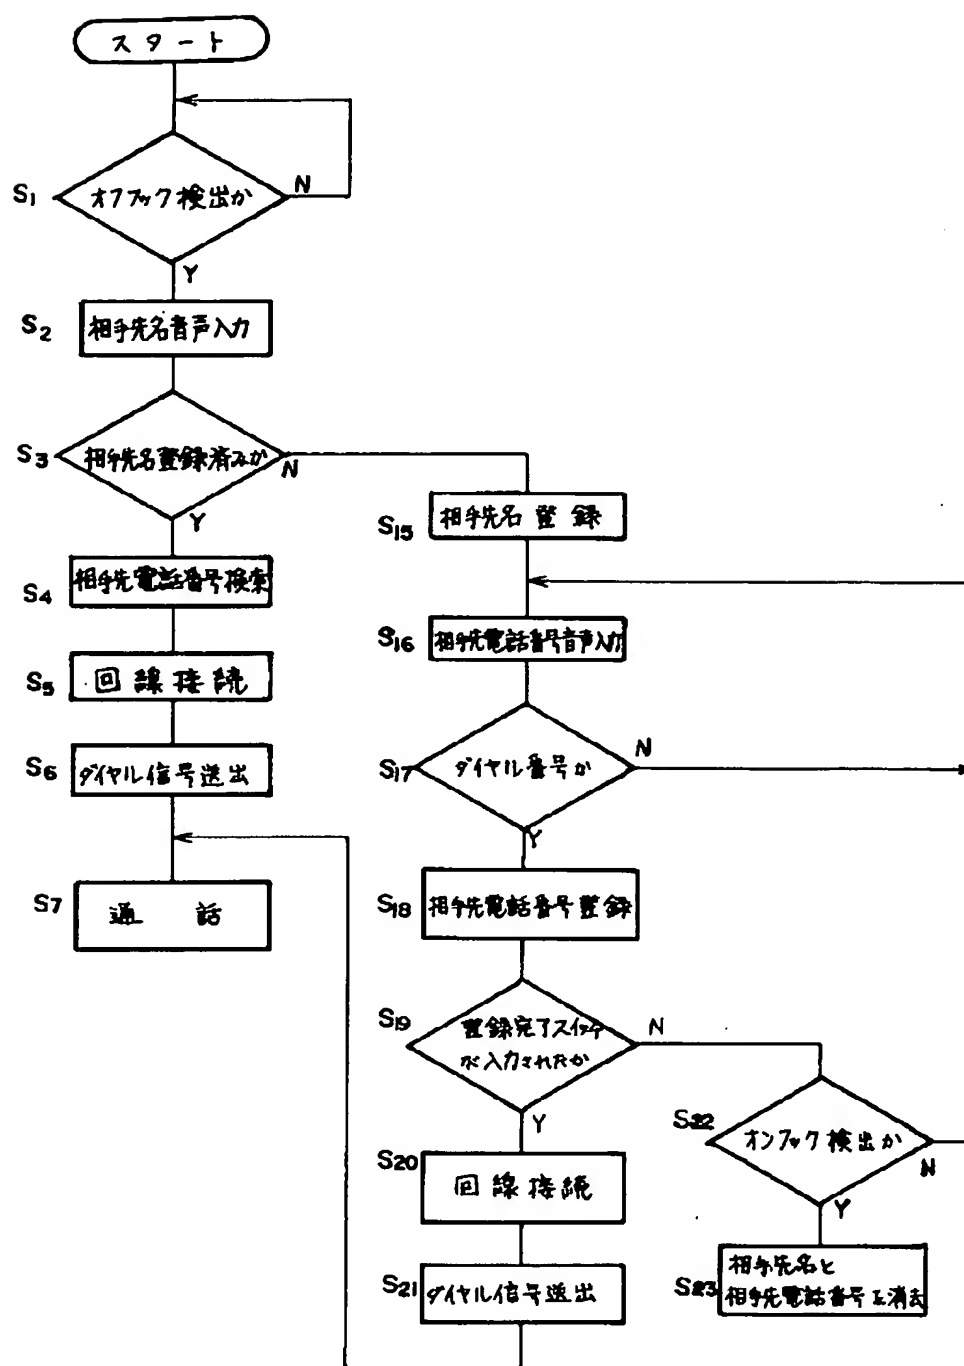 スタート
S1
オフフック検出か
N
Y
S2
相手先名音声入力
S3
相手先名登録済みか
N
Y
S4
相手先電話番号検索
S5
回線接続
S6
ダイヤル信号送出
S7
通話
S15
相手先名登録
S16
相手先電話番号音声入力
S17
ダイヤル番号か
N
Y
S18
相手先電話番号登録
S19
登録完了スイッチ
が入力されたか
N
Y
S20
回線接続
S21
ダイヤル信号送出
S22
オンフック検出か
N
Y
S23
相手先名と
相手先電話番号を消去